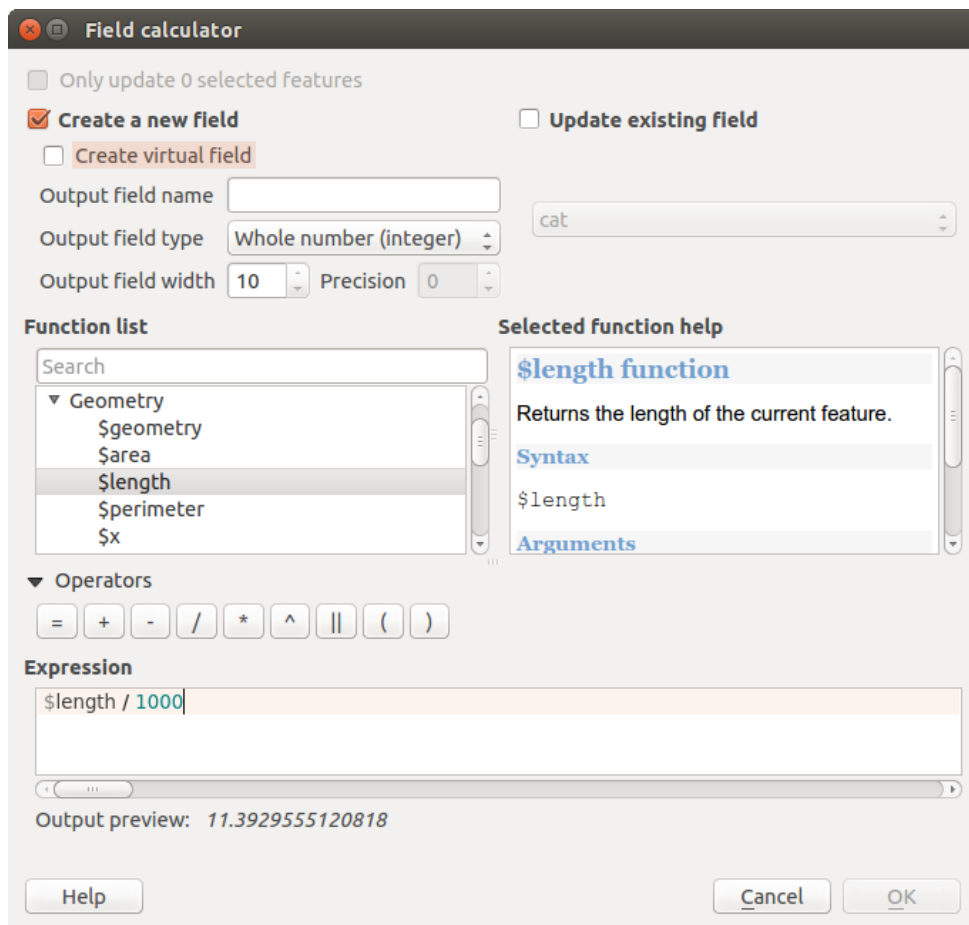 Field calculator
Only update 0 selected features
Create a new field
Update existing field
Create virtual field
Output field name
cat
Output field type Whole number (integer)
Output field width 10 Precision 0
Function list
Selected function help
Search
Geometry
$geometry
$area
$length
$perimeter
$x
$length function
Returns the length of the current feature.
Syntax
$length
Arguments
Operators
= + - / * ^ || ( )
Expression
$length / 1000
Output preview: 11.3929555120818
Help Cancel OK